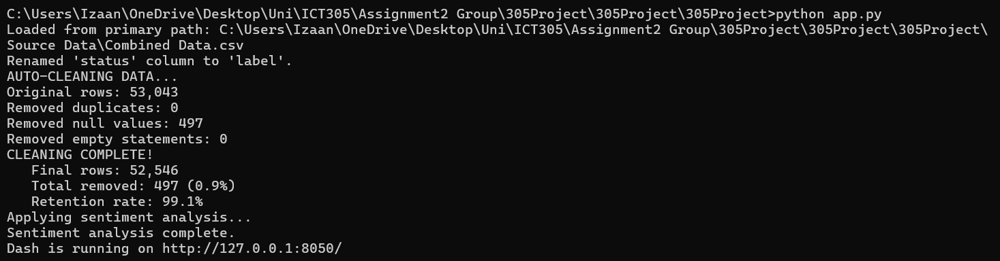 C:\Users\Izaan\OneDrive\Desktop\Uni\ICT305\Assignment2 Group\305Project\305Project\305Project>python app.py
Loaded from primary path: C:\Users\Izaan\OneDrive\Desktop\Uni\ICT305\Assignment2 Group\305Project\305Project\305Project\
Source Data\Combined Data.csv
Renamed 'status' column to 'label'.
AUTO-CLEANING DATA...
Original rows: 53,043
Removed duplicates: 0
Removed null values: 497
Removed empty statements: 0
CLEANING COMPLETE!
   Final rows: 52,546
   Total removed: 497 (0.9%)
   Retention rate: 99.1%
Applying sentiment analysis...
Sentiment analysis complete.
Dash is running on http://127.0.0.1:8050/